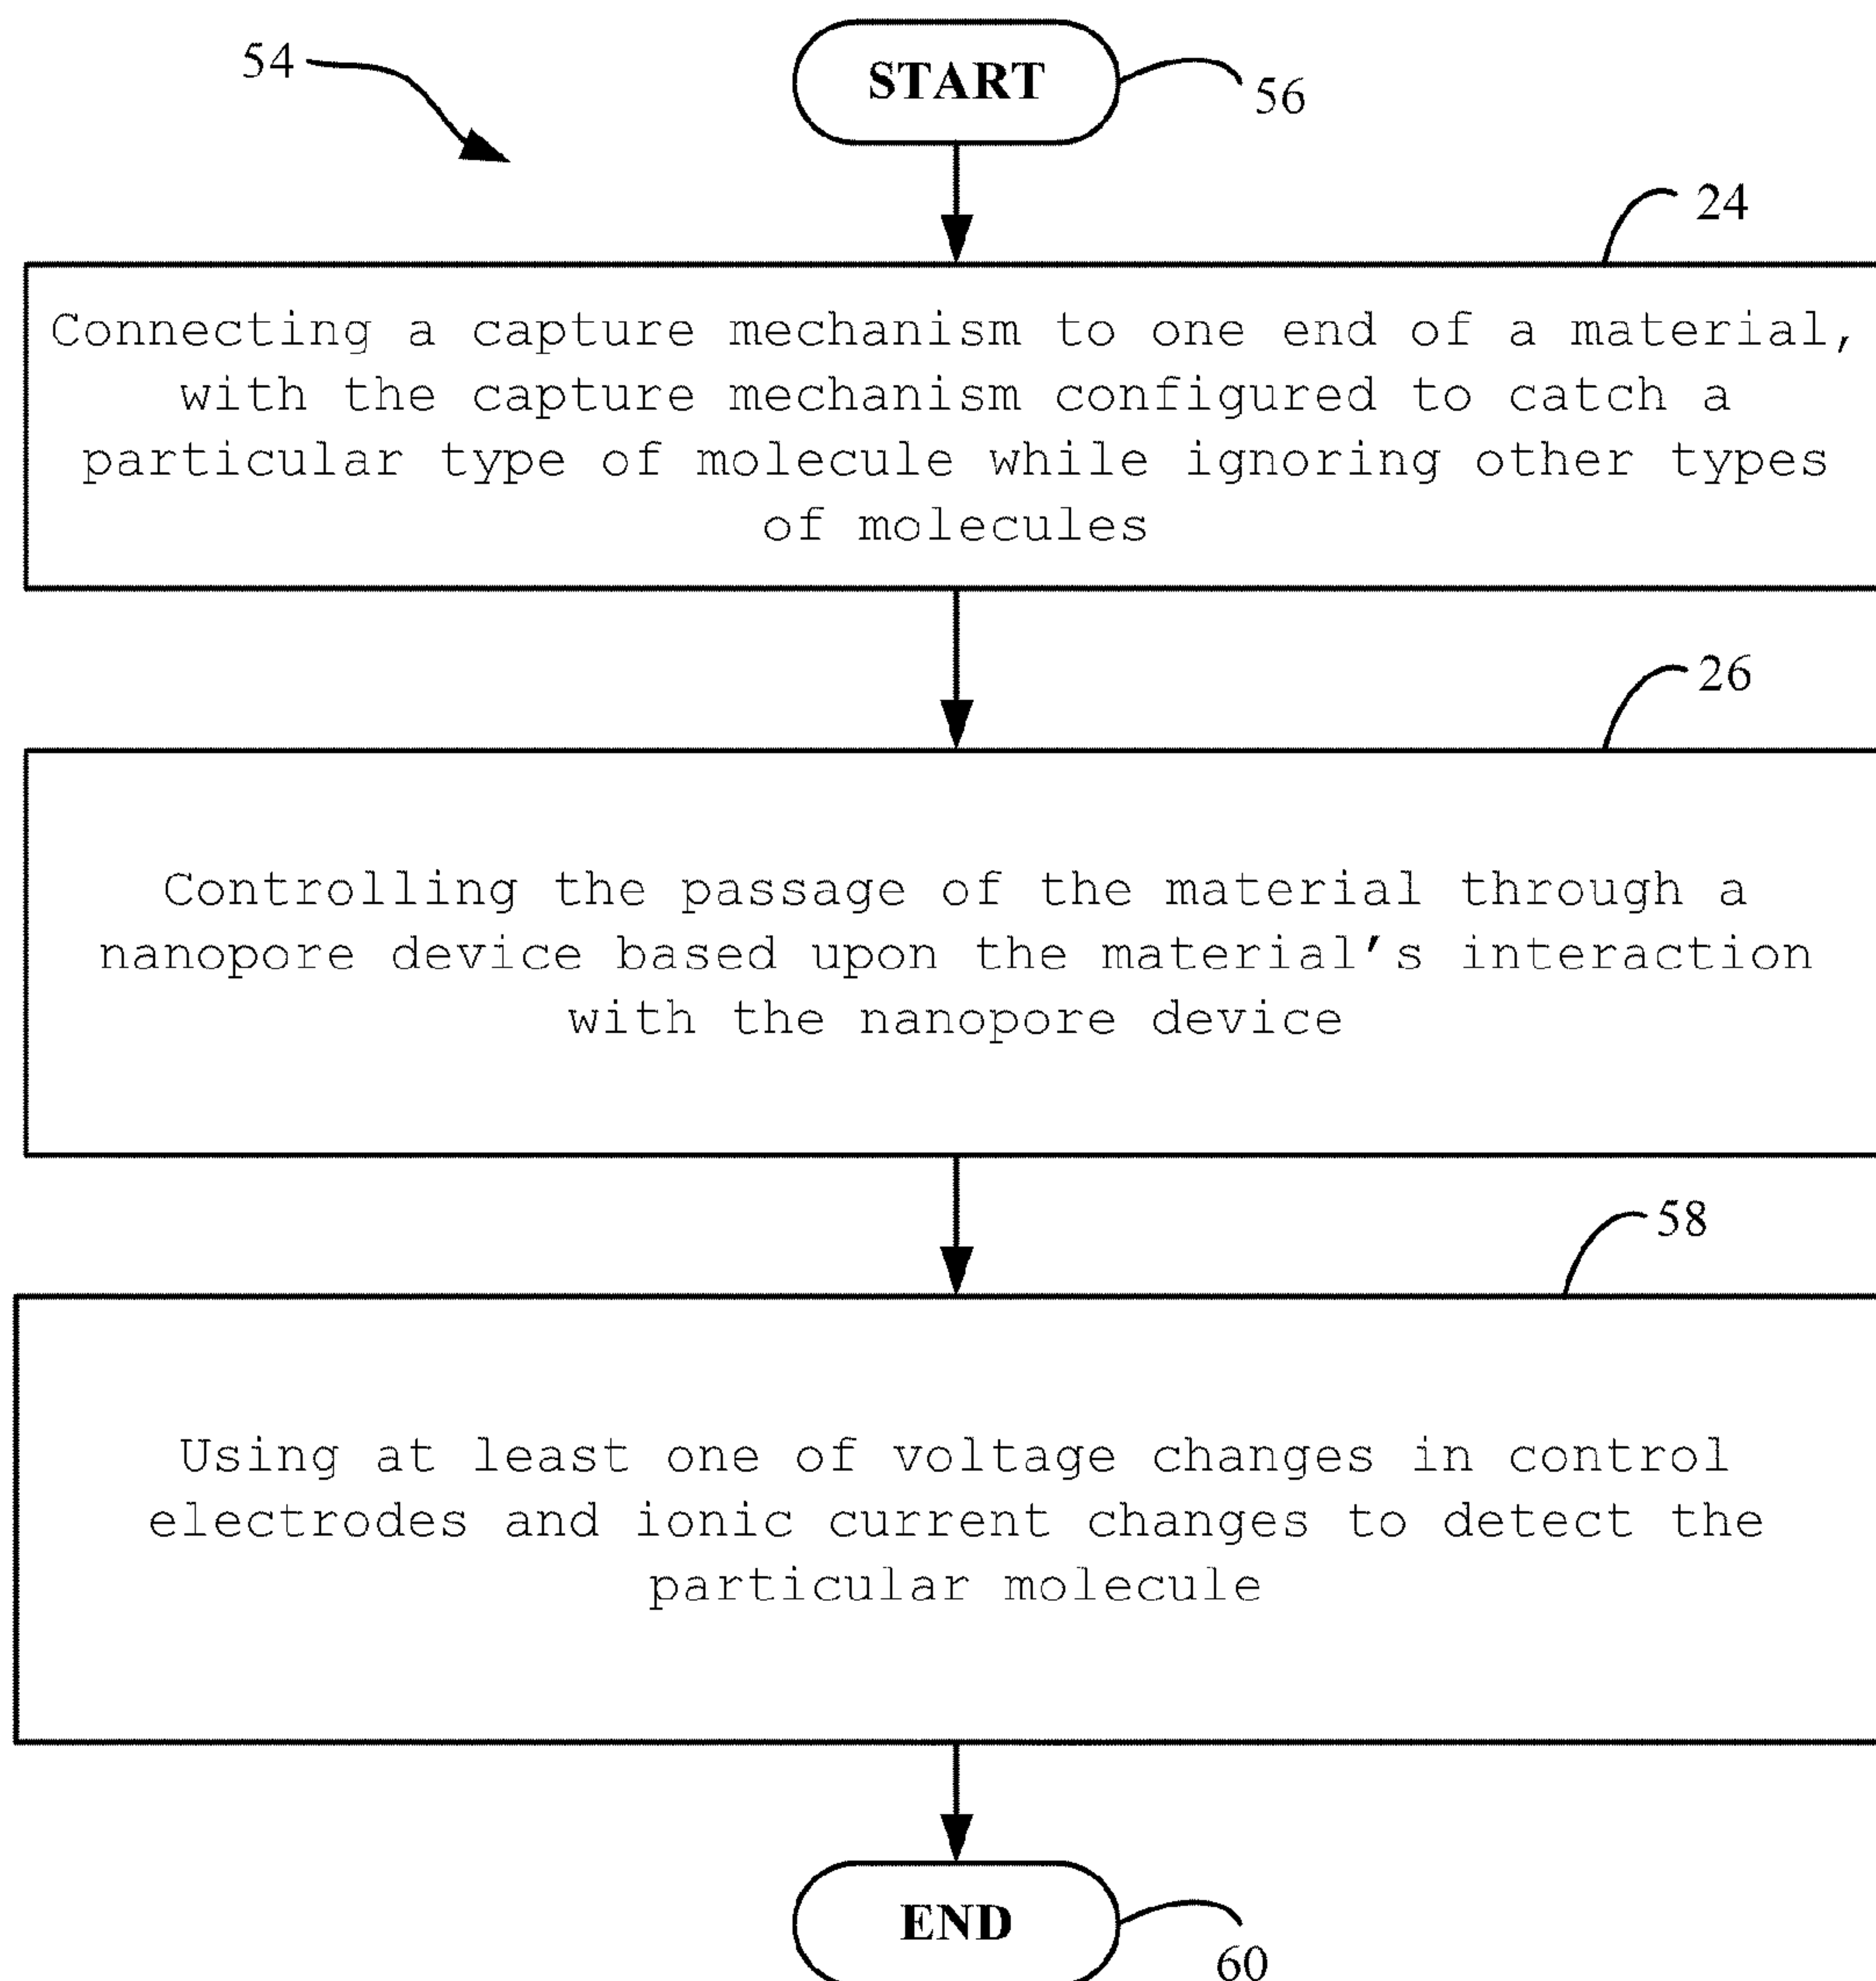 54
START
56
24
Connecting a capture mechanism to one end of a material,
with the capture mechanism configured to catch a
particular type of molecule while ignoring other types
of molecules
26
Controlling the passage of the material through a
nanopore device based upon the material's interaction
with the nanopore device
58
Using at least one of voltage changes in control
electrodes and ionic current changes to detect the
particular molecule
END
60